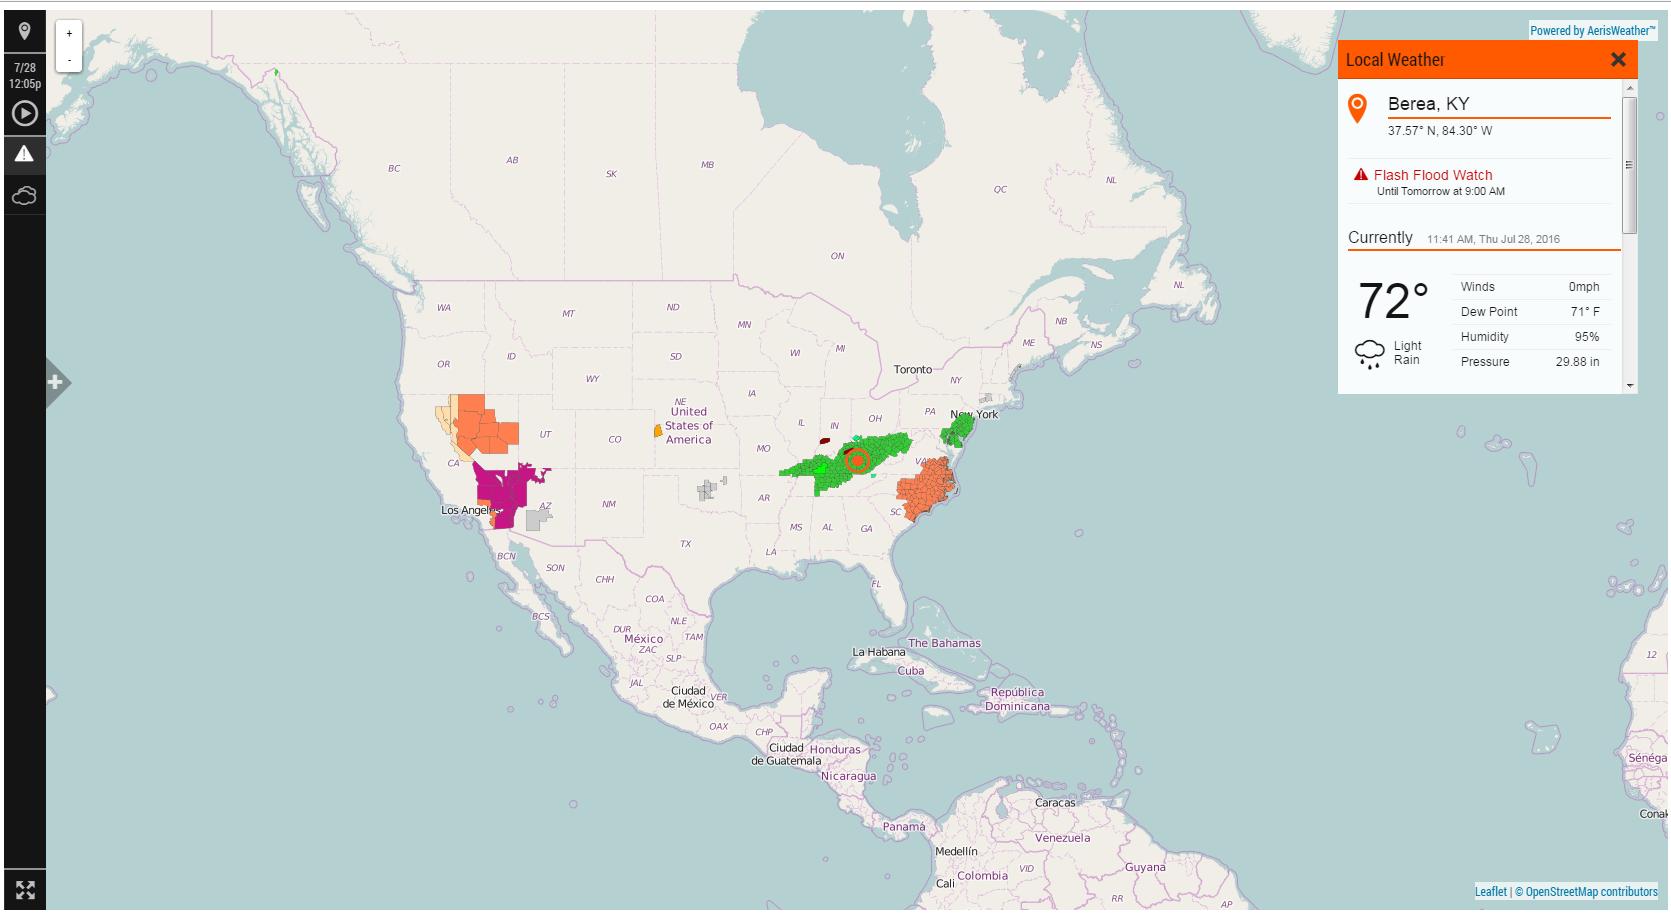 +
-
7/28
12:05p
Powered by AerisWeather™
Local Weather
Berea, KY
37.57° N, 84.30° W
Flash Flood Watch
Until Tomorrow at 9:00 AM
Currently 11:41 AM, Thu Jul 28, 2016
72°
Light
Rain
Winds 0mph
Dew Point 71° F
Humidity 95%
Pressure 29.88 in
BC
AB
SK
MB
ON
QC
NL
NL
NB
NS
WA
MT
ND
MN
OR
ID
SD
WI
MI
ME
Toronto
WY
IA
NY
NE
United
States of
America
IL
IN
OH
PA
New York
UT
CO
MO
CA
VA
Los Angeles
AZ
NM
AR
SC
MS
AL
GA
TX
LA
FL
BCN
SON
CHH
BCS
COA
NLE
DUR
México
TAM
ZAC
SLP
JAL
Ciudad
de México
VER
OAX
CHP
La Habana
The Bahamas
Cuba
República
Dominicana
Ciudad
de Guatemala
Honduras
Nicaragua
Panamá
Caracas
Venezuela
Medellín
Cali
Colombia
VID
Guyana
RR
AP
12
Sénéga
Conak
Leaflet | © OpenStreetMap contributors